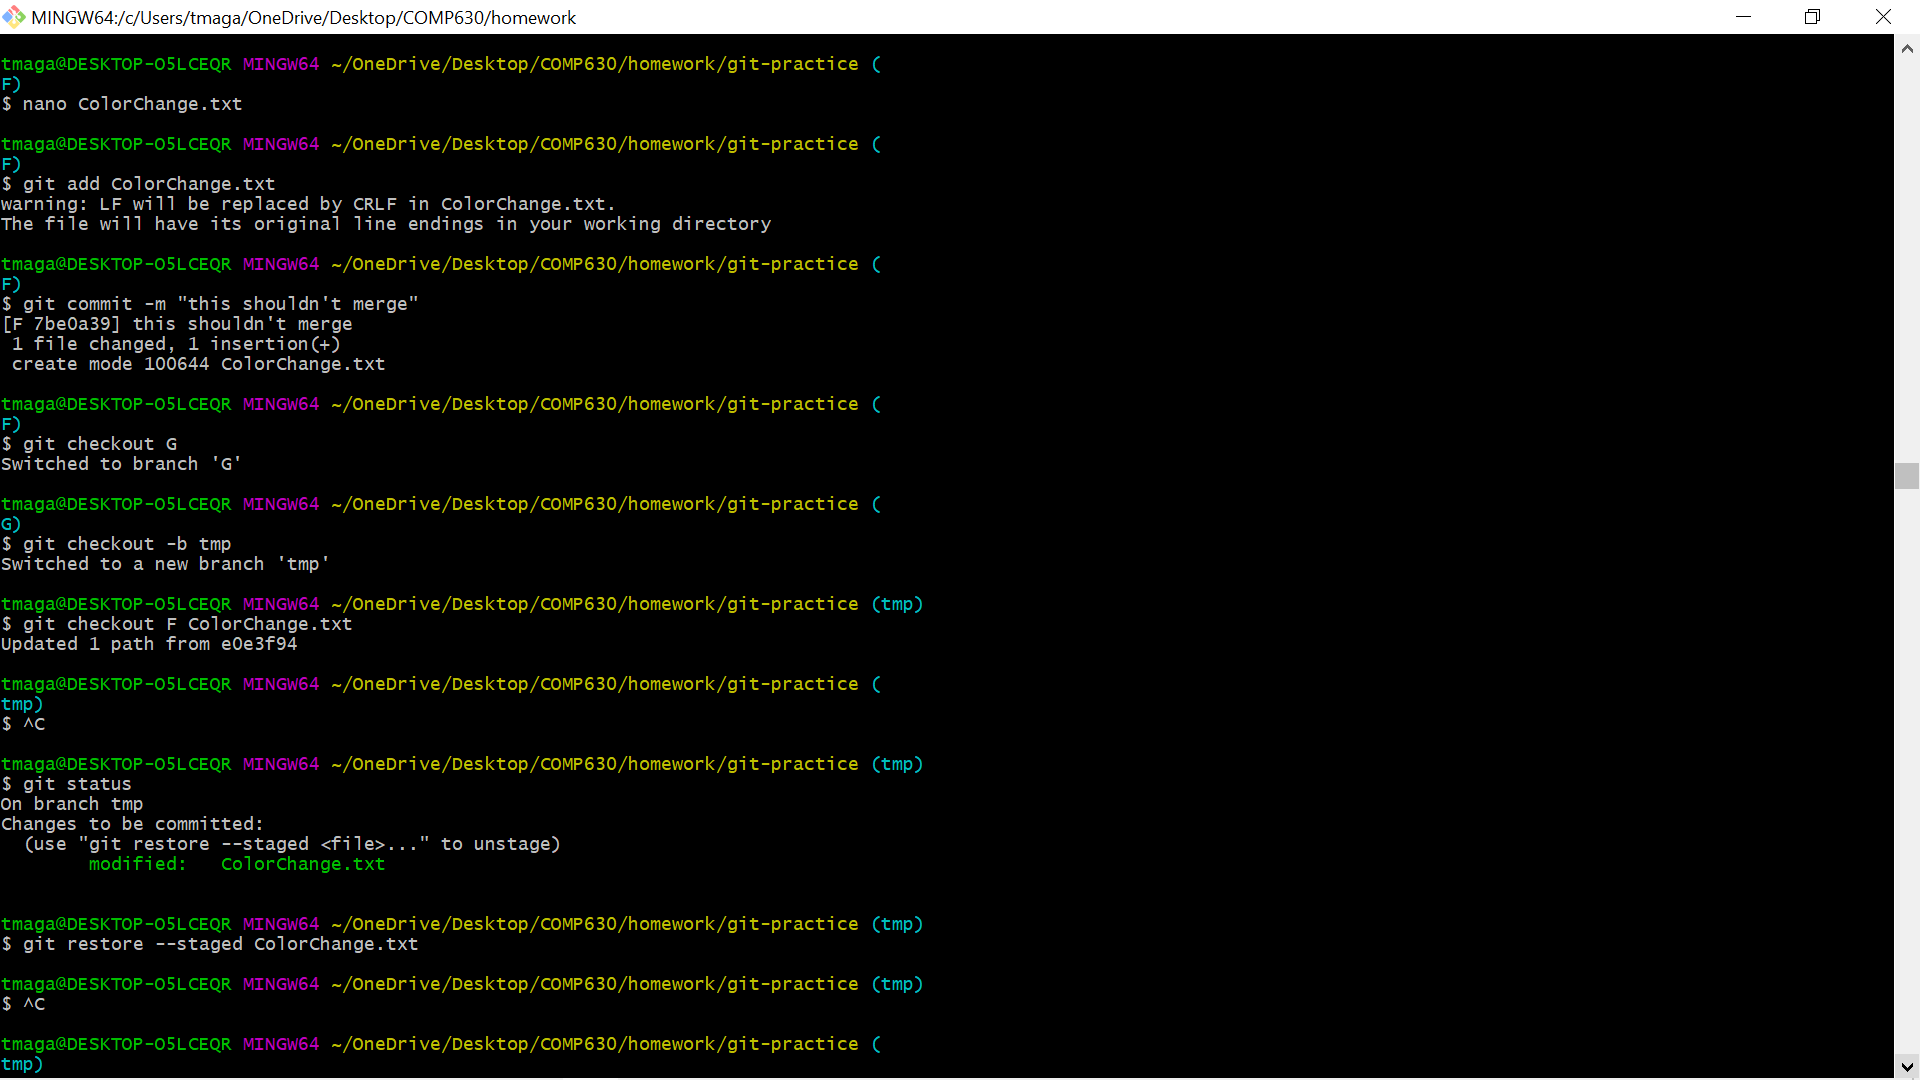 MINGW64:/c/Users/tmaga/OneDrive/Desktop/COMP630/homework
tmaga@DESKTOP-O5LCEQR MINGW64 ~/OneDrive/Desktop/COMP630/homework/git-practice (
F)
$ nano ColorChange.txt
tmaga@DESKTOP-O5LCEQR MINGW64 ~/OneDrive/Desktop/COMP630/homework/git-practice (
F)
$ git add ColorChange.txt
warning: LF will be replaced by CRLF in ColorChange.txt.
The file will have its original line endings in your working directory
tmaga@DESKTOP-O5LCEQR MINGW64 ~/OneDrive/Desktop/COMP630/homework/git-practice (
F)
$ git commit -m "this shouldn't merge"
[F 7be0a39] this shouldn't merge
 1 file changed, 1 insertion(+)
 create mode 100644 ColorChange.txt
tmaga@DESKTOP-O5LCEQR MINGW64 ~/OneDrive/Desktop/COMP630/homework/git-practice (
F)
$ git checkout G
Switched to branch 'G'
tmaga@DESKTOP-O5LCEQR MINGW64 ~/OneDrive/Desktop/COMP630/homework/git-practice (
G)
$ git checkout -b tmp
Switched to a new branch 'tmp'
tmaga@DESKTOP-O5LCEQR MINGW64 ~/OneDrive/Desktop/COMP630/homework/git-practice (tmp)
$ git checkout F ColorChange.txt
Updated 1 path from e0e3f94
tmaga@DESKTOP-O5LCEQR MINGW64 ~/OneDrive/Desktop/COMP630/homework/git-practice (
tmp)
$ ^C
tmaga@DESKTOP-O5LCEQR MINGW64 ~/OneDrive/Desktop/COMP630/homework/git-practice (tmp)
$ git status
On branch tmp
Changes to be committed:
  (use "git restore --staged <file>..." to unstage)
        modified:   ColorChange.txt
tmaga@DESKTOP-O5LCEQR MINGW64 ~/OneDrive/Desktop/COMP630/homework/git-practice (tmp)
$ git restore --staged ColorChange.txt
tmaga@DESKTOP-O5LCEQR MINGW64 ~/OneDrive/Desktop/COMP630/homework/git-practice (tmp)
$ ^C
tmaga@DESKTOP-O5LCEQR MINGW64 ~/OneDrive/Desktop/COMP630/homework/git-practice (
tmp)